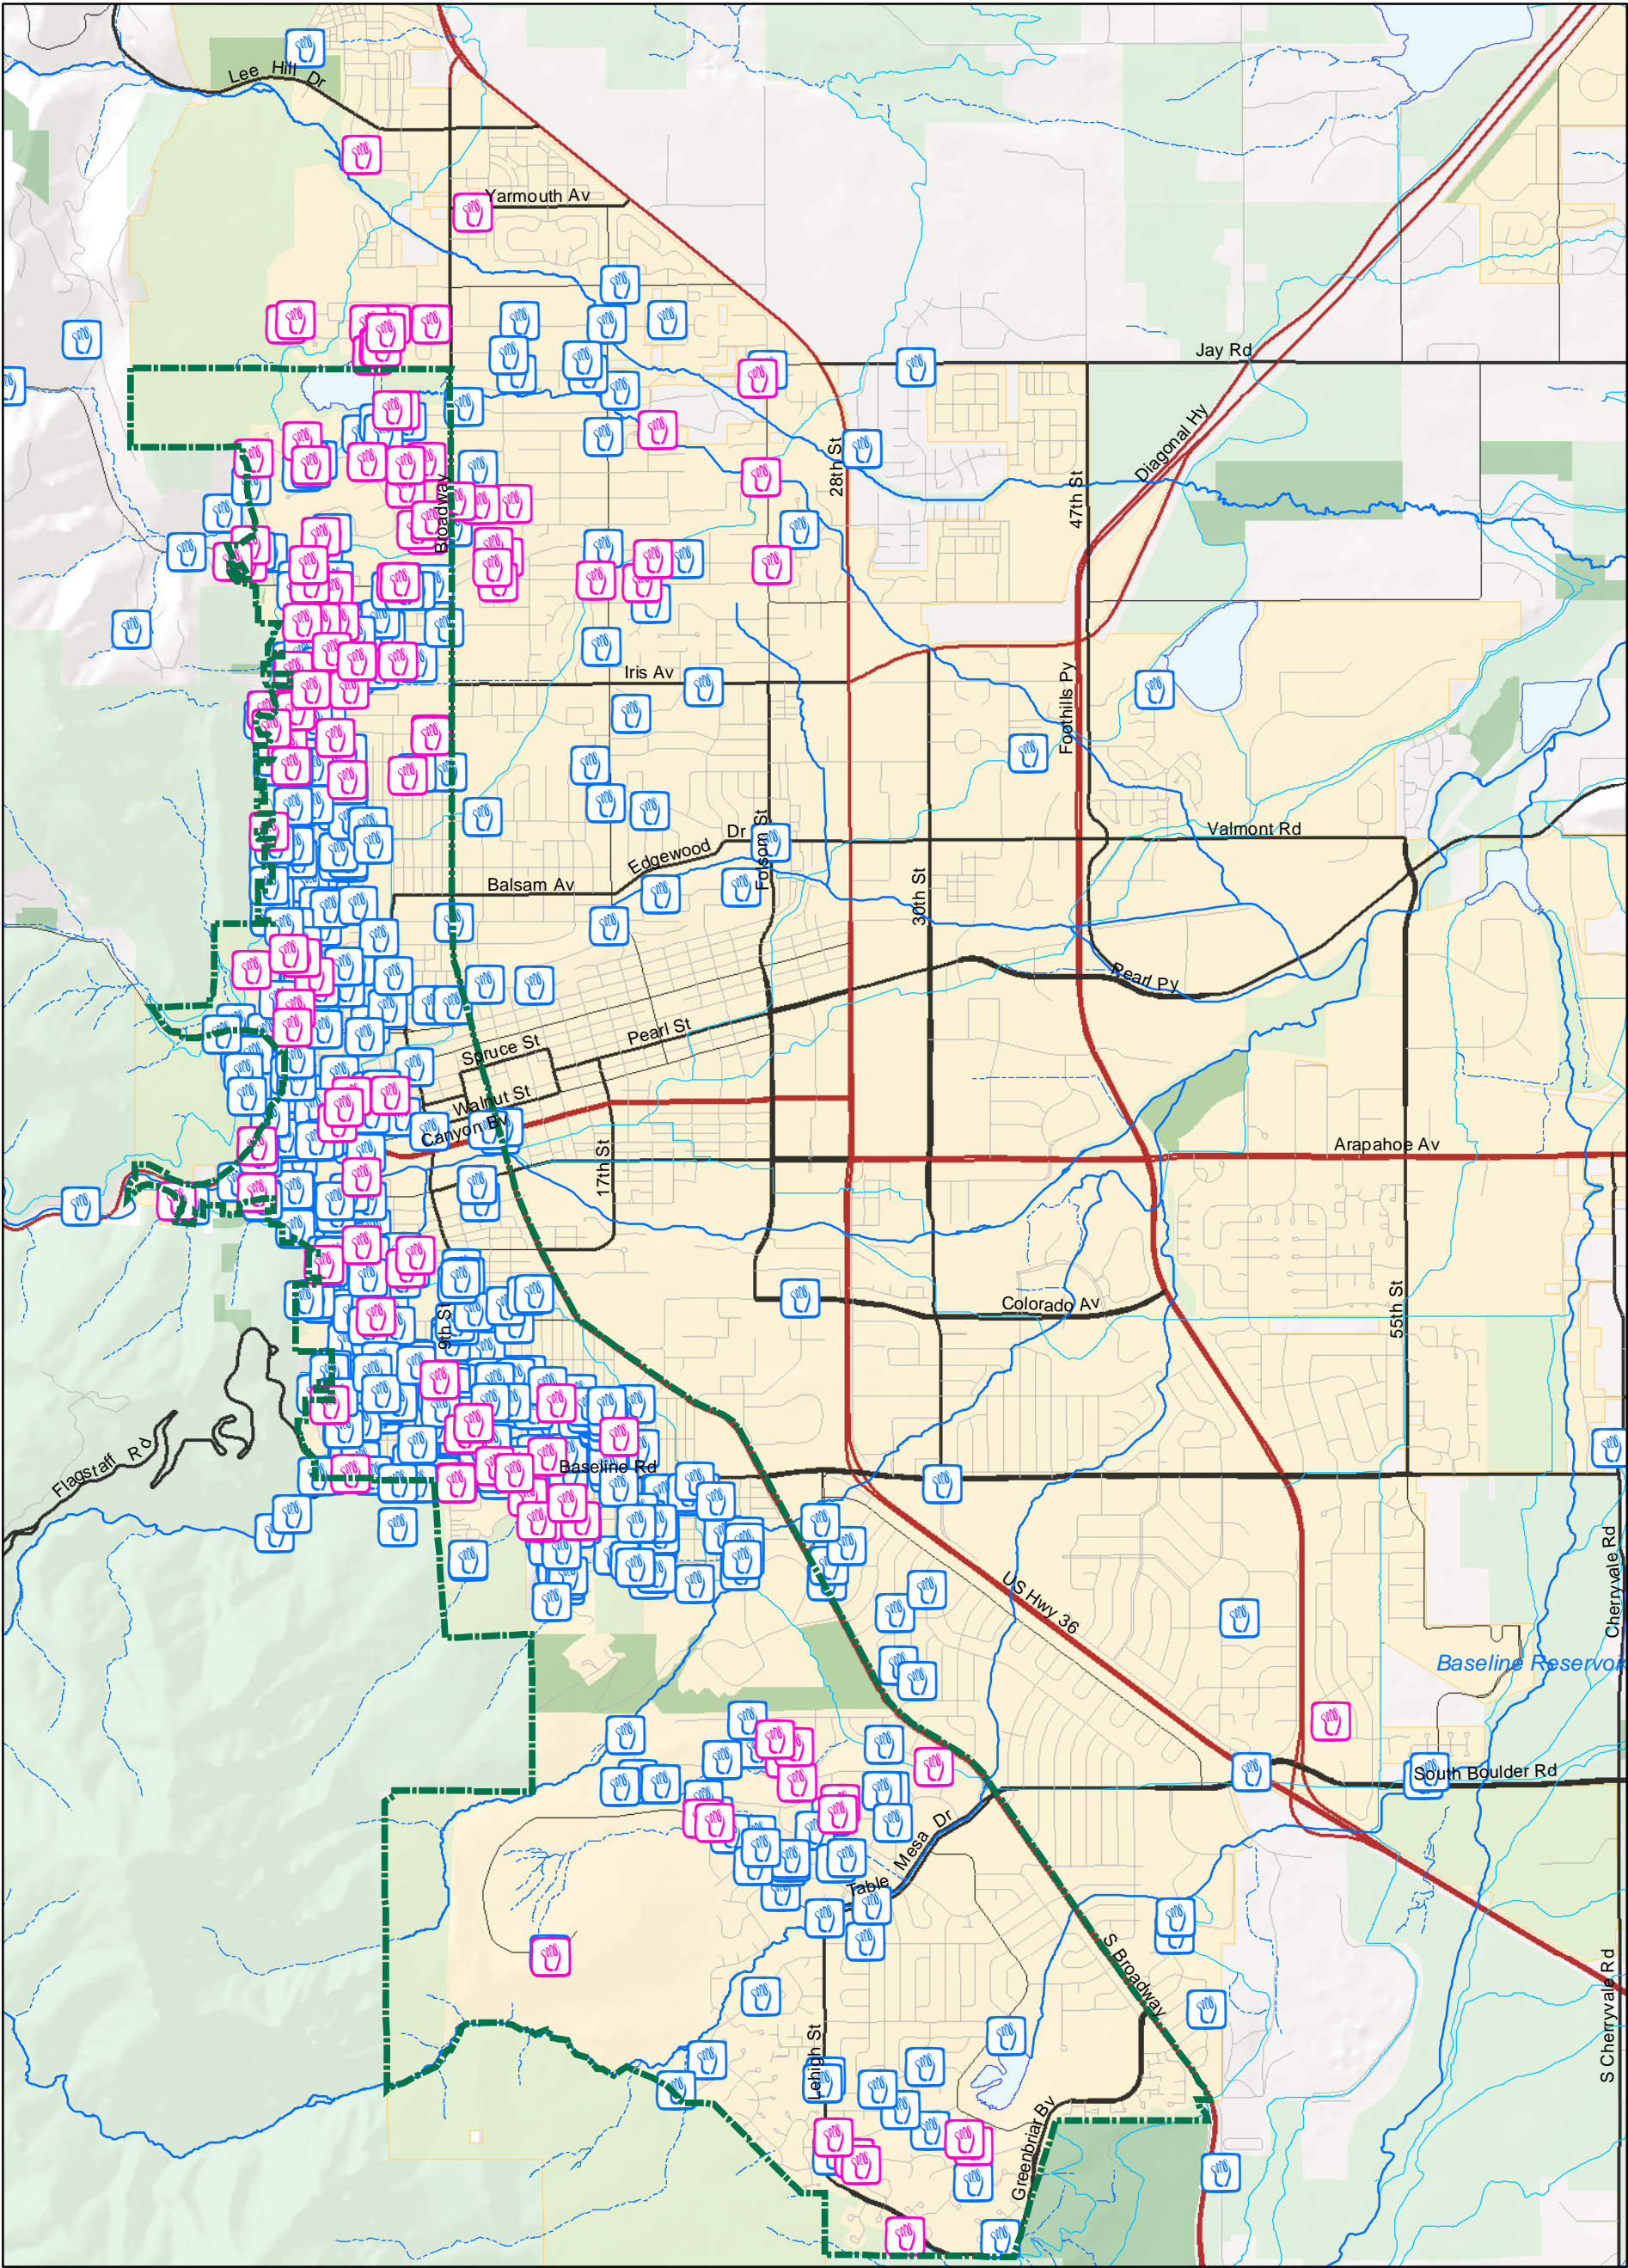 Lee Hill Dr
Yarmouth Av
Jay Rd
Diagonal Hy
28th St
47th St
Broadway
Iris Av
Foothills Py
Valmont Rd
Folsom St
Edgewood Dr
Balsam Av
30th St
Pearl Py
Pearl St
Spruce St
Walnut St
Canyon Bv
Arapahoe Av
17th St
Colorado Av
55th St
9th St
Flagstaff Rd
Baseline Rd
US Hwy 36
Cherryvale Rd
Baseline Reservoir
South Boulder Rd
Table Mesa Dr
S Broadway
S Cherryvale Rd
Lehigh St
Greenbriar Bv